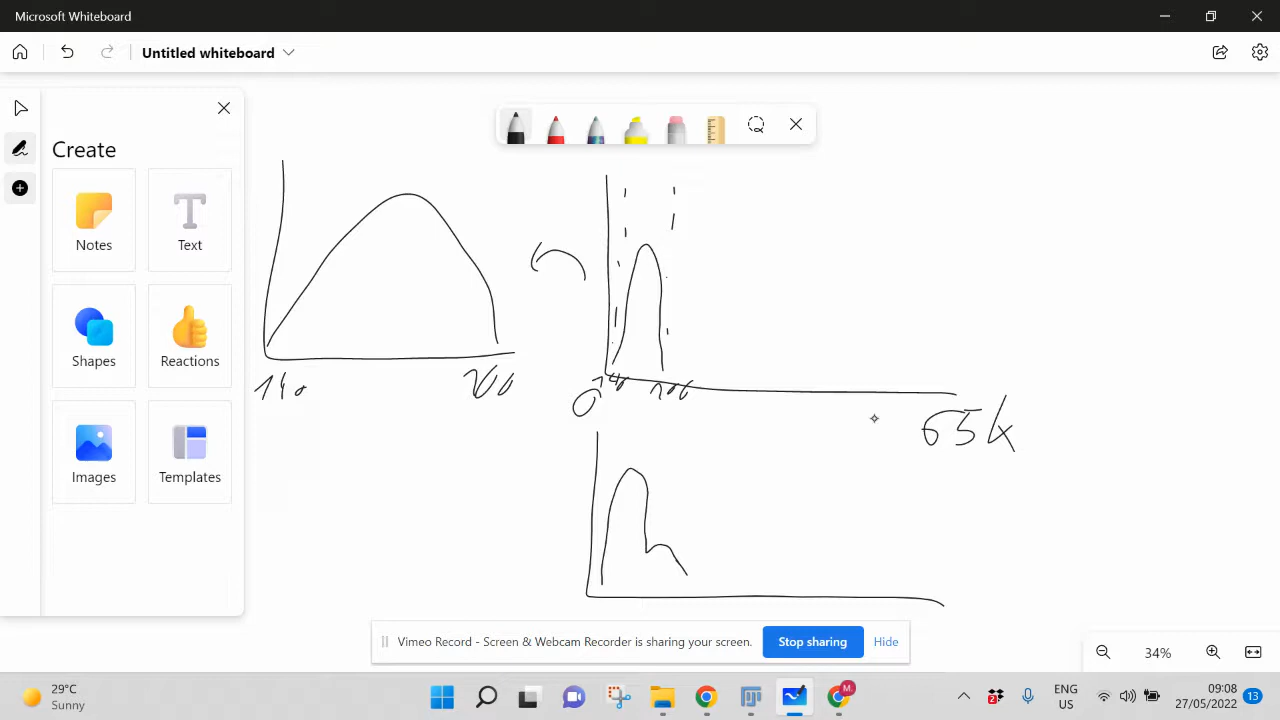 Microsoft Whiteboard
Untitled whiteboard
Create
Notes
Text
Shapes
Reactions
Images
Templates
140
200
0
200
65k
Vimeo Record - Screen & Webcam Recorder is sharing your screen.
Stop sharing
Hide
34%
29°C
Sunny
M
2
ENG
US
09:08
27/05/2022
13